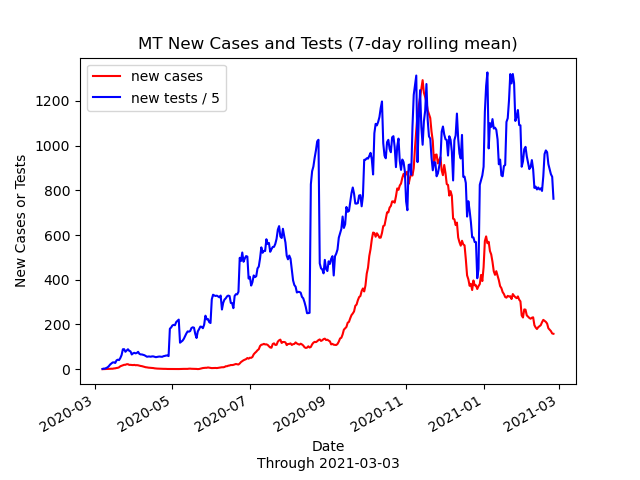 MT New Cases and Tests (7-day rolling mean)
new cases
new tests / 5
New Cases or Tests
1200
1000
800
600
400
200
0
2020-03
2020-05
2020-07
2020-09
2020-11
2021-01
2021-03
Date
Through 2021-03-03